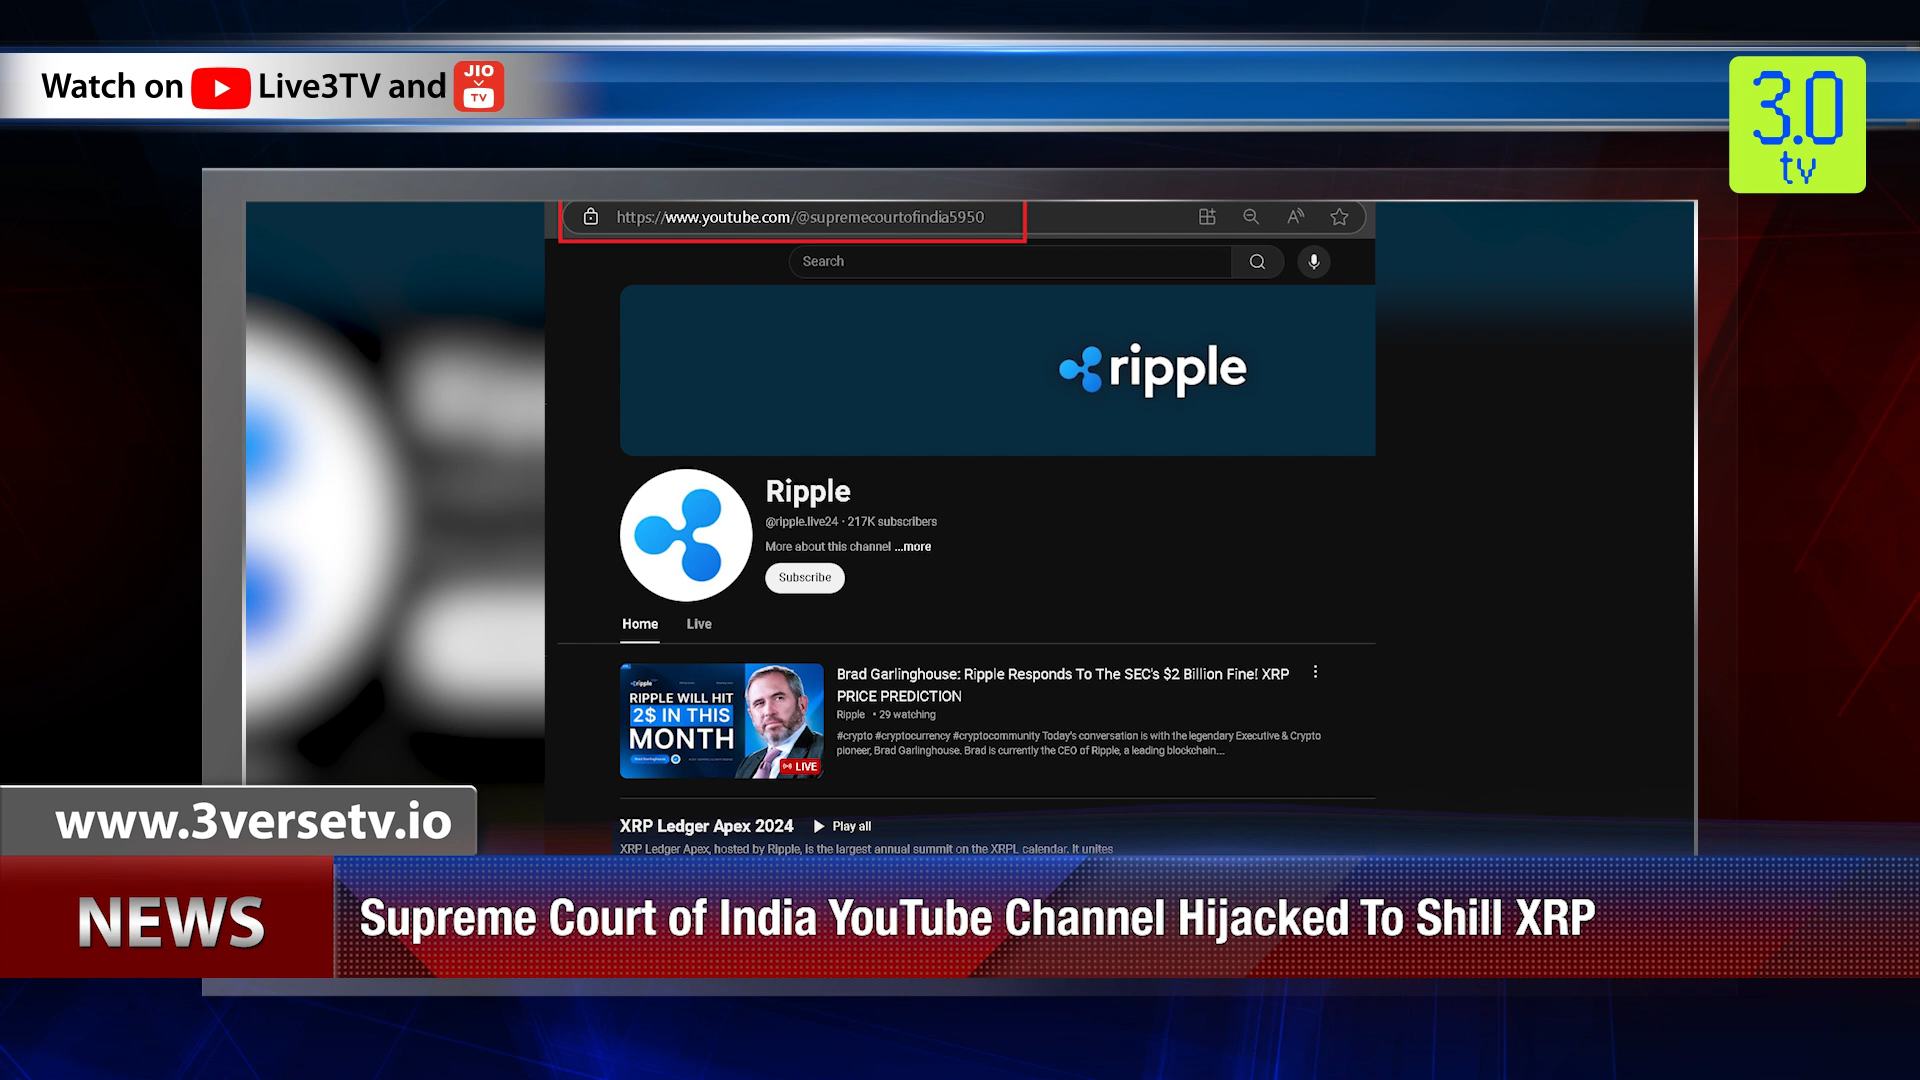 Watch on Live3TV and JIO TV
3.0
tv
https://www.youtube.com/@supremecourtofindia5950
Search
ripple
Ripple
@ripple.live24 · 217K subscribers
More about this channel ...more
Subscribe
Home Live
ripple
RIPPLE WILL HIT
2$ IN THIS
MONTH
LIVE
Brad Garlinghouse: Ripple Responds To The SEC's $2 Billion Fine! XRP
PRICE PREDICTION
Ripple • 29 watching
#crypto #cryptocurrency #cryptocommunity Today's conversation is with the legendary Executive & Crypto
pioneer, Brad Garlinghouse. Brad is currently the CEO of Ripple, a leading blockchain...
XRP Ledger Apex 2024 Play all
XRP Ledger Apex, hosted by Ripple, is the largest annual summit on the XRPL calendar. It unites
www.3versetv.io
NEWS
Supreme Court of India YouTube Channel Hijacked To Shill XRP